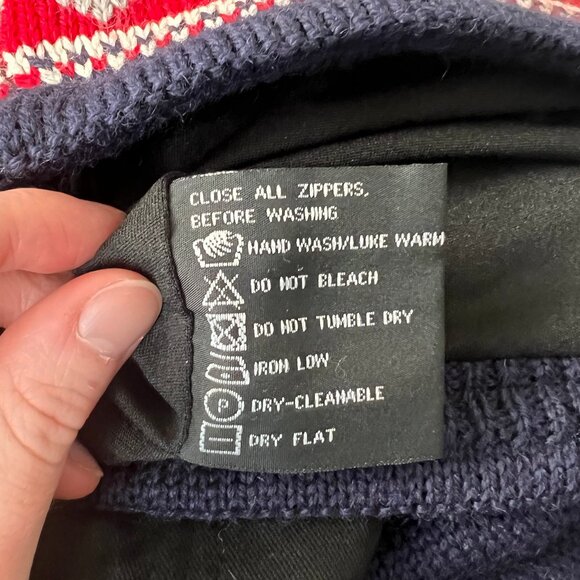 CLOSE ALL ZIPPERS,
BEFORE WASHING
HAND WASH/LUKE WARM
DO NOT BLEACH
DO NOT TUMBLE DRY
IRON LOW
P DRY-CLEANABLE
DRY FLAT